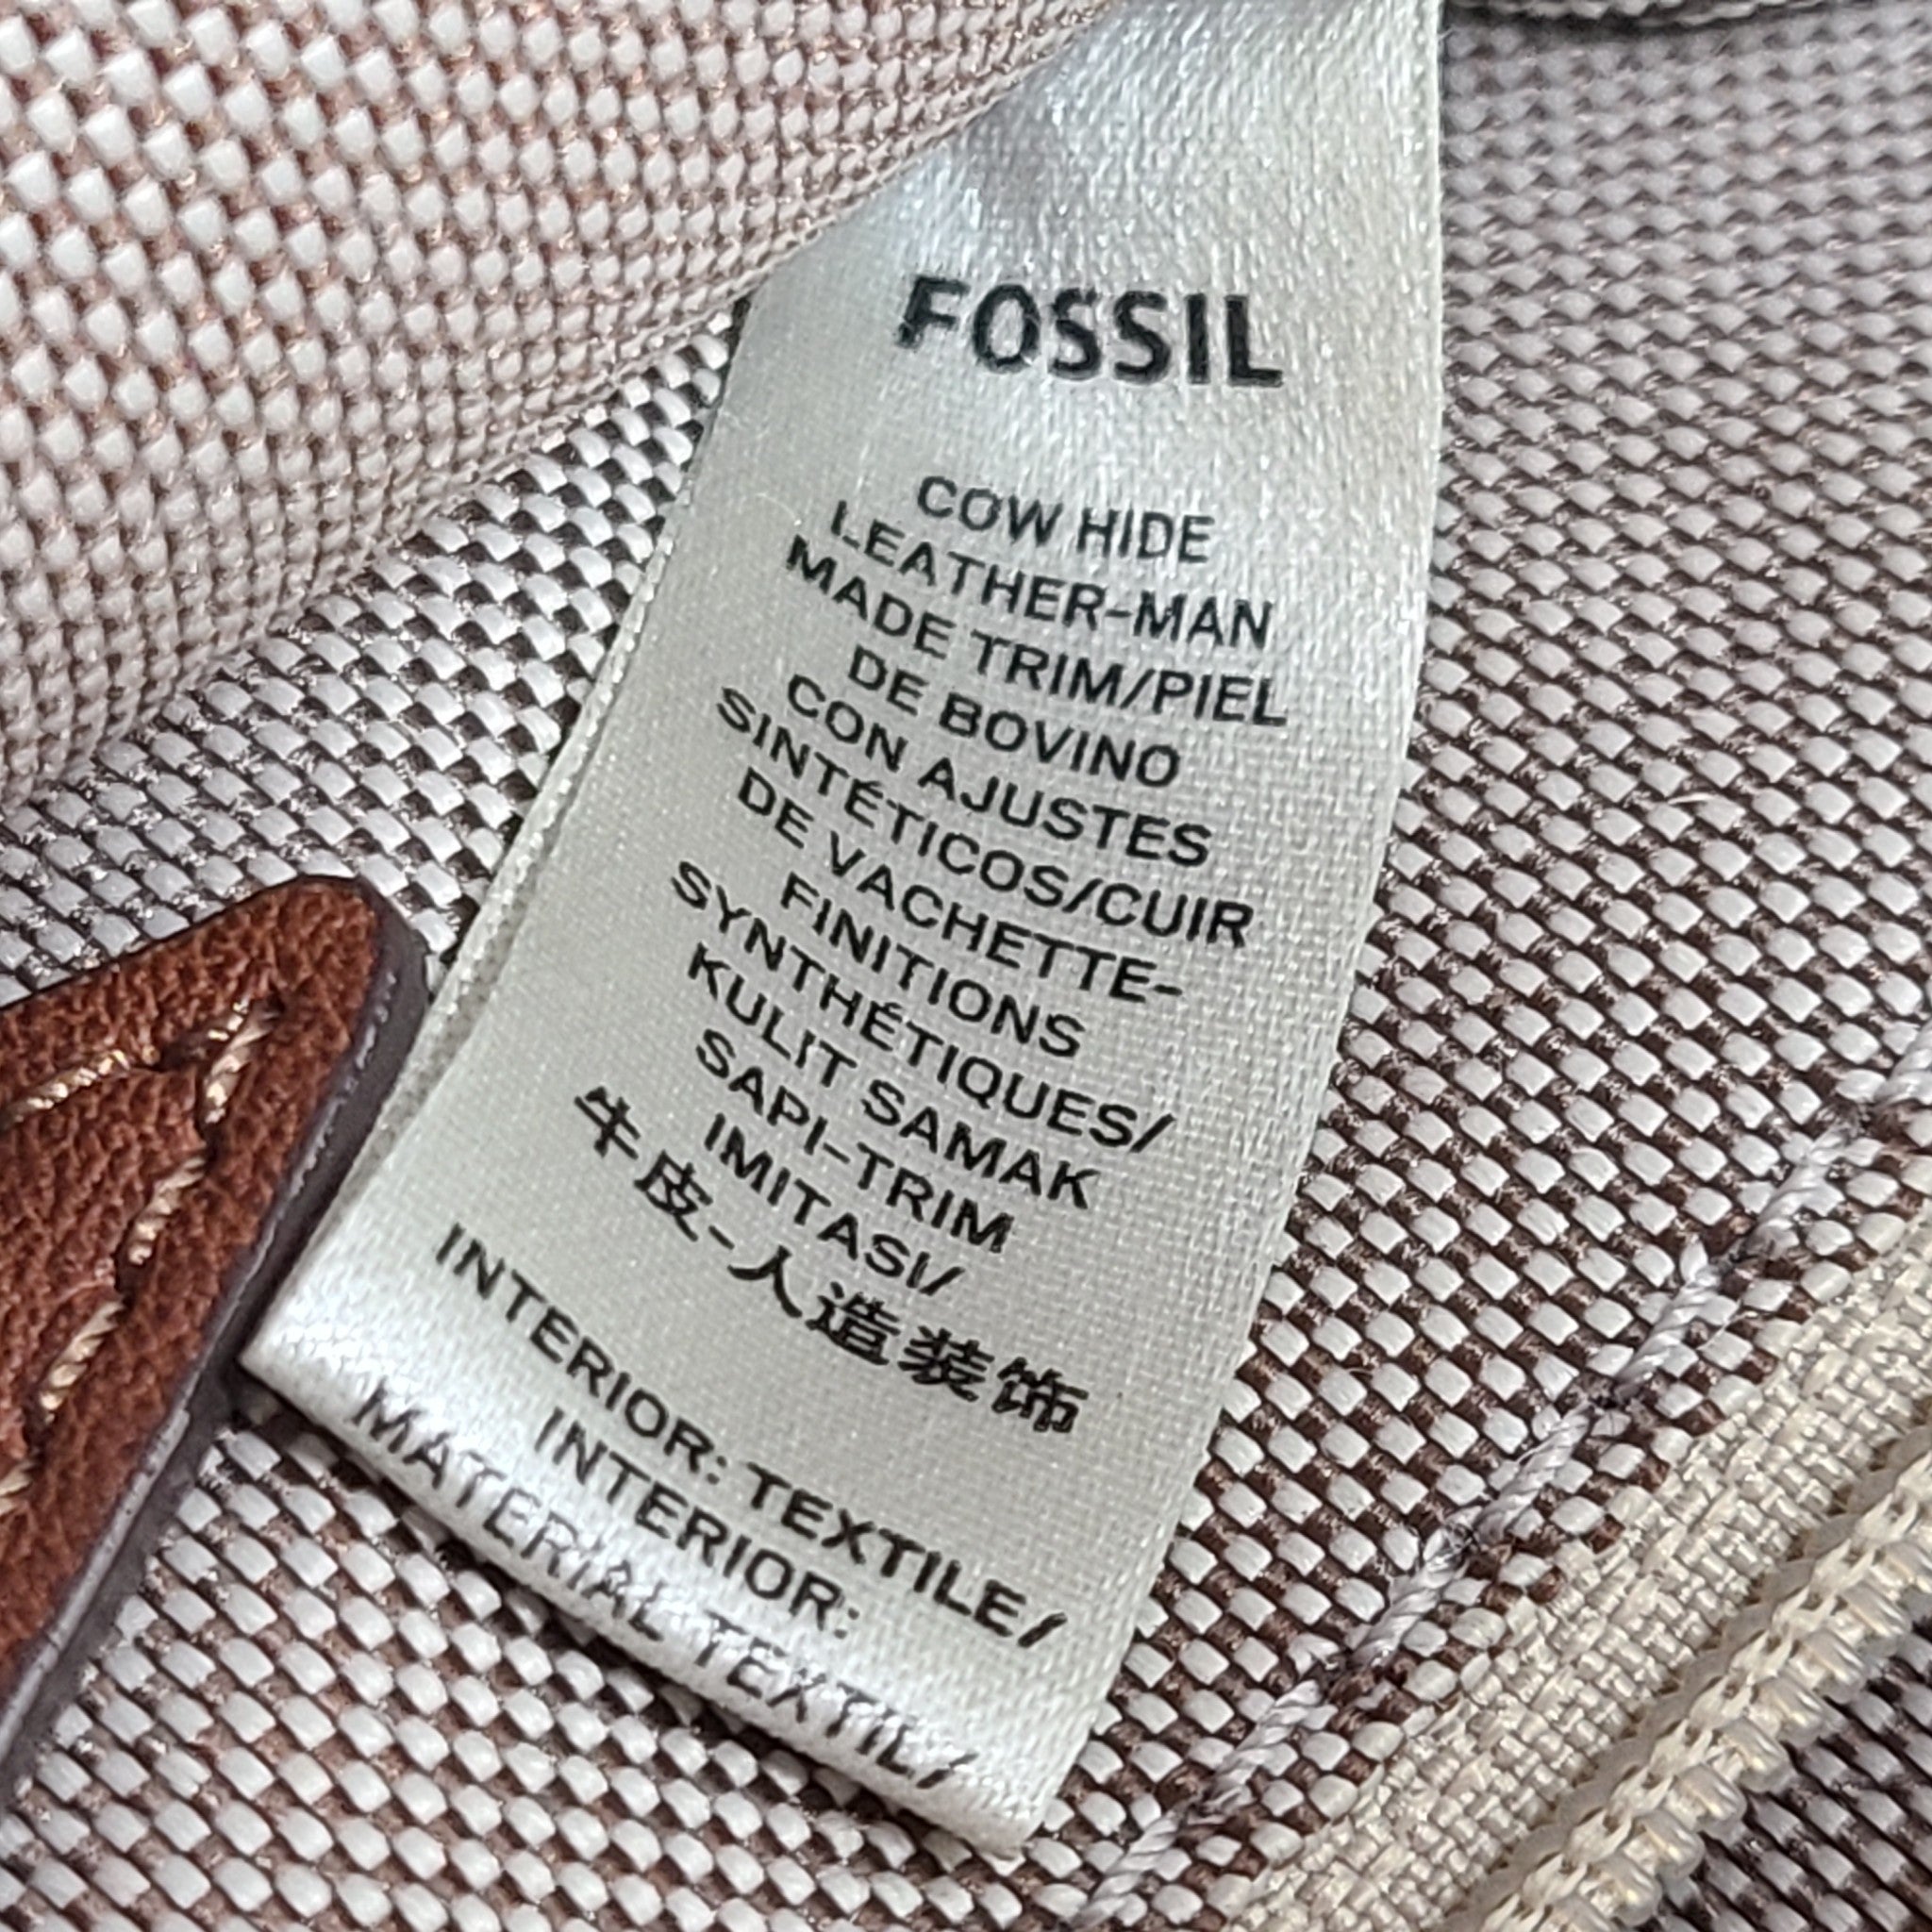 FOSSIL
COW HIDE
LEATHER-MAN
MADE TRIM/PIEL
DE BOVINO
CON AJUSTES
SINTÉTICOS/CUIR
DE VACHETTE-
FINITIONS
SYNTHÉTIQUES/
KULIT SAMAK
SAPI-TRIM
IMITASI/
牛皮-人造装饰
INTERIOR: TEXTILE/
INTERIOR:
MATERIAL TEXTIL/